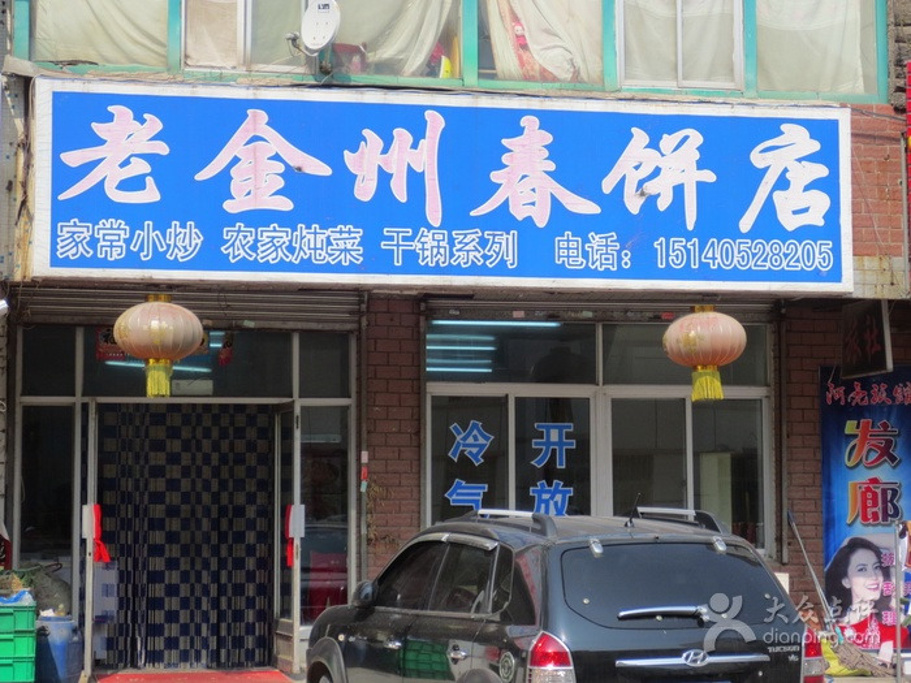 老金州春饼店
家常小炒 农家炖菜 干锅系列 电话：15140528205
冷气
开放
发廊
大众点评
dianping.com
TUCSON